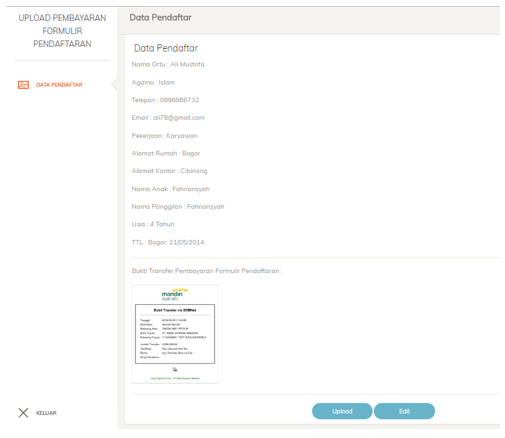 UPLOAD PEMBAYARAN
FORMULIR
PENDAFTARAN
DATA PENDAFTAR
KELUAR
Data Pendaftar
Data Pendaftar
Nama Ortu : Ali Mustofa
Agama : Islam
Telepon : 0896866732
Email : ali78@gmail.com
Pekerjaan : Karyawan
Alamat Rumah : Bogor
Alamat Kantor : Cibinong
Nama Anak : Fahriansyah
Nama Panggilan : Fahriansyah
Usia : 4 Tahun
TTL : Bogor, 21/05/2014
Bukti Transfer Pembayaran Formulir Pendaftaran :
mandiri
syariah
Bukti Transfer via
Tanggal
Jumlah Transfer
Upload
Edit